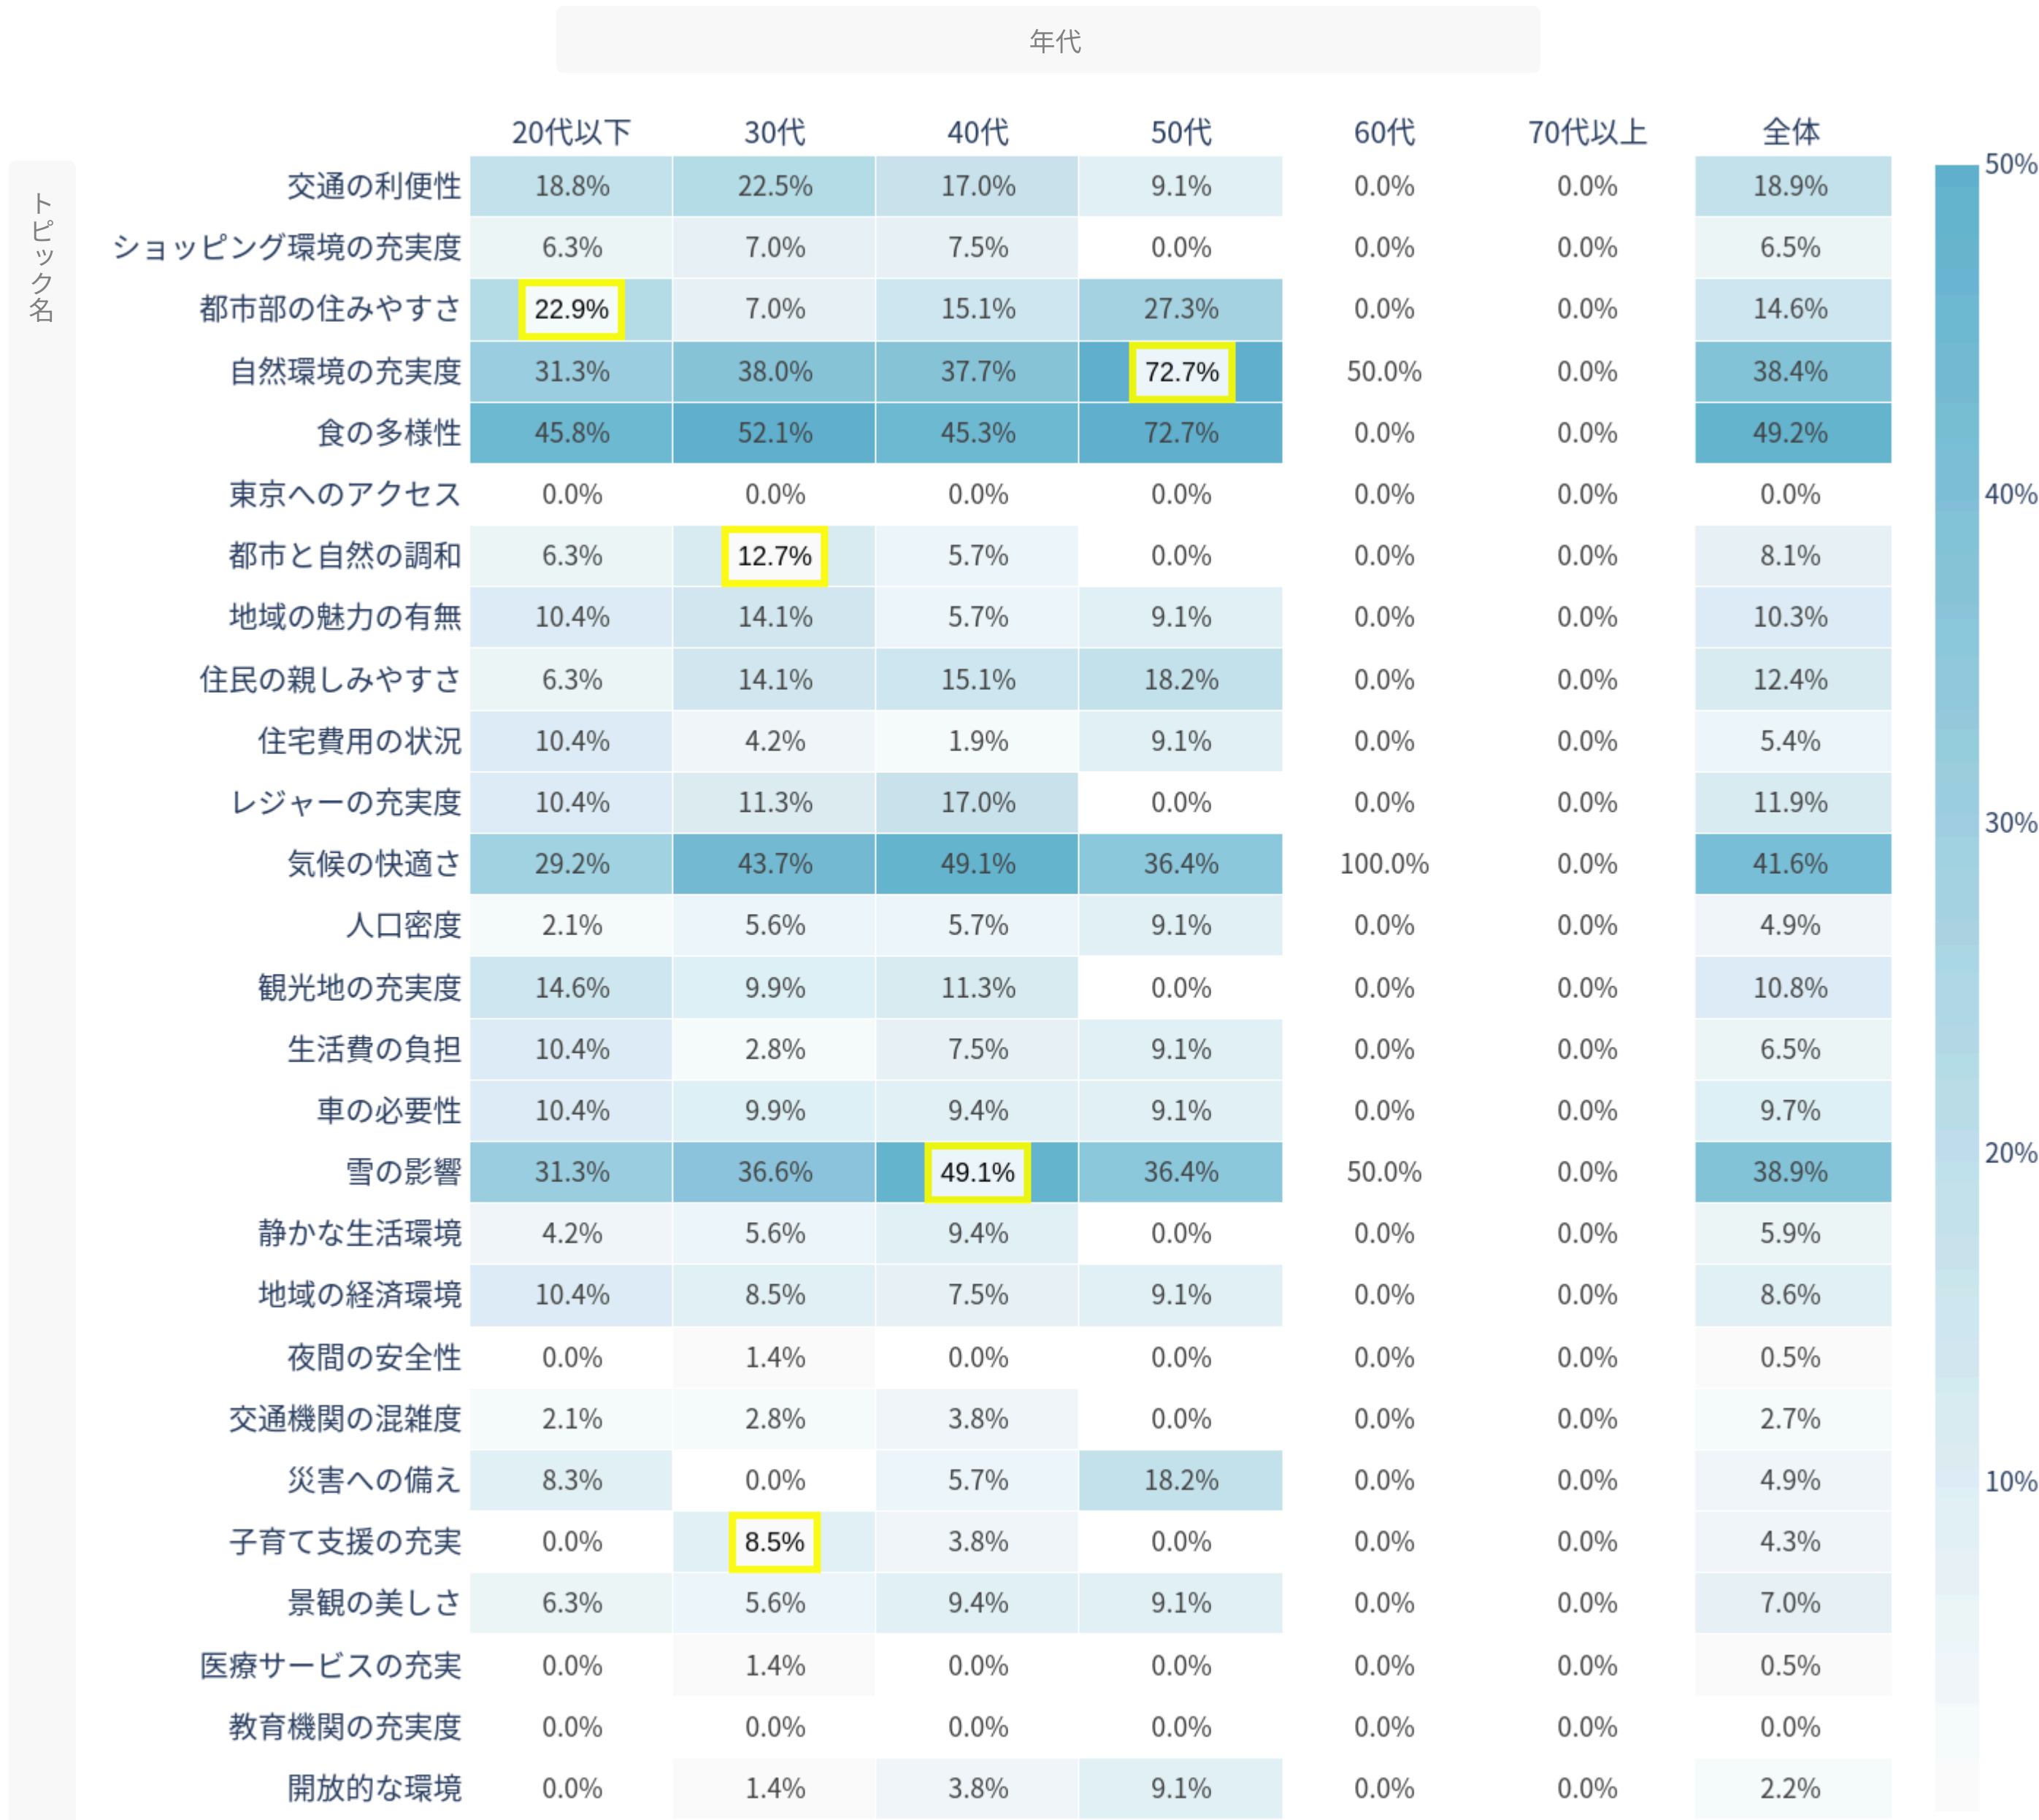 年代
20代以下 30代 40代 50代 60代 70代以上 全体
トピック名
交通の利便性 18.8% 22.5% 17.0% 9.1% 0.0% 0.0% 18.9%
ショッピング環境の充実度 6.3% 7.0% 7.5% 0.0% 0.0% 0.0% 6.5%
都市部の住みやすさ 22.9% 7.0% 15.1% 27.3% 0.0% 0.0% 14.6%
自然環境の充実度 31.3% 38.0% 37.7% 72.7% 50.0% 0.0% 38.4%
食の多様性 45.8% 52.1% 45.3% 72.7% 0.0% 0.0% 49.2%
東京へのアクセス 0.0% 0.0% 0.0% 0.0% 0.0% 0.0% 0.0%
都市と自然の調和 6.3% 12.7% 5.7% 0.0% 0.0% 0.0% 8.1%
地域の魅力の有無 10.4% 14.1% 5.7% 9.1% 0.0% 0.0% 10.3%
住民の親しみやすさ 6.3% 14.1% 15.1% 18.2% 0.0% 0.0% 12.4%
住宅費用の状況 10.4% 4.2% 1.9% 9.1% 0.0% 0.0% 5.4%
レジャーの充実度 10.4% 11.3% 17.0% 0.0% 0.0% 0.0% 11.9%
気候の快適さ 29.2% 43.7% 49.1% 36.4% 100.0% 0.0% 41.6%
人口密度 2.1% 5.6% 5.7% 9.1% 0.0% 0.0% 4.9%
観光地の充実度 14.6% 9.9% 11.3% 0.0% 0.0% 0.0% 10.8%
生活費の負担 10.4% 2.8% 7.5% 9.1% 0.0% 0.0% 6.5%
車の必要性 10.4% 9.9% 9.4% 9.1% 0.0% 0.0% 9.7%
雪の影響 31.3% 36.6% 49.1% 36.4% 50.0% 0.0% 38.9%
静かな生活環境 4.2% 5.6% 9.4% 0.0% 0.0% 0.0% 5.9%
地域の経済環境 10.4% 8.5% 7.5% 9.1% 0.0% 0.0% 8.6%
夜間の安全性 0.0% 1.4% 0.0% 0.0% 0.0% 0.0% 0.5%
交通機関の混雑度 2.1% 2.8% 3.8% 0.0% 0.0% 0.0% 2.7%
災害への備え 8.3% 0.0% 5.7% 18.2% 0.0% 0.0% 4.9%
子育て支援の充実 0.0% 8.5% 3.8% 0.0% 0.0% 0.0% 4.3%
景観の美しさ 6.3% 5.6% 9.4% 9.1% 0.0% 0.0% 7.0%
医療サービスの充実 0.0% 1.4% 0.0% 0.0% 0.0% 0.0% 0.5%
教育機関の充実度 0.0% 0.0% 0.0% 0.0% 0.0% 0.0% 0.0%
開放的な環境 0.0% 1.4% 3.8% 9.1% 0.0% 0.0% 2.2%
50%
40%
30%
20%
10%